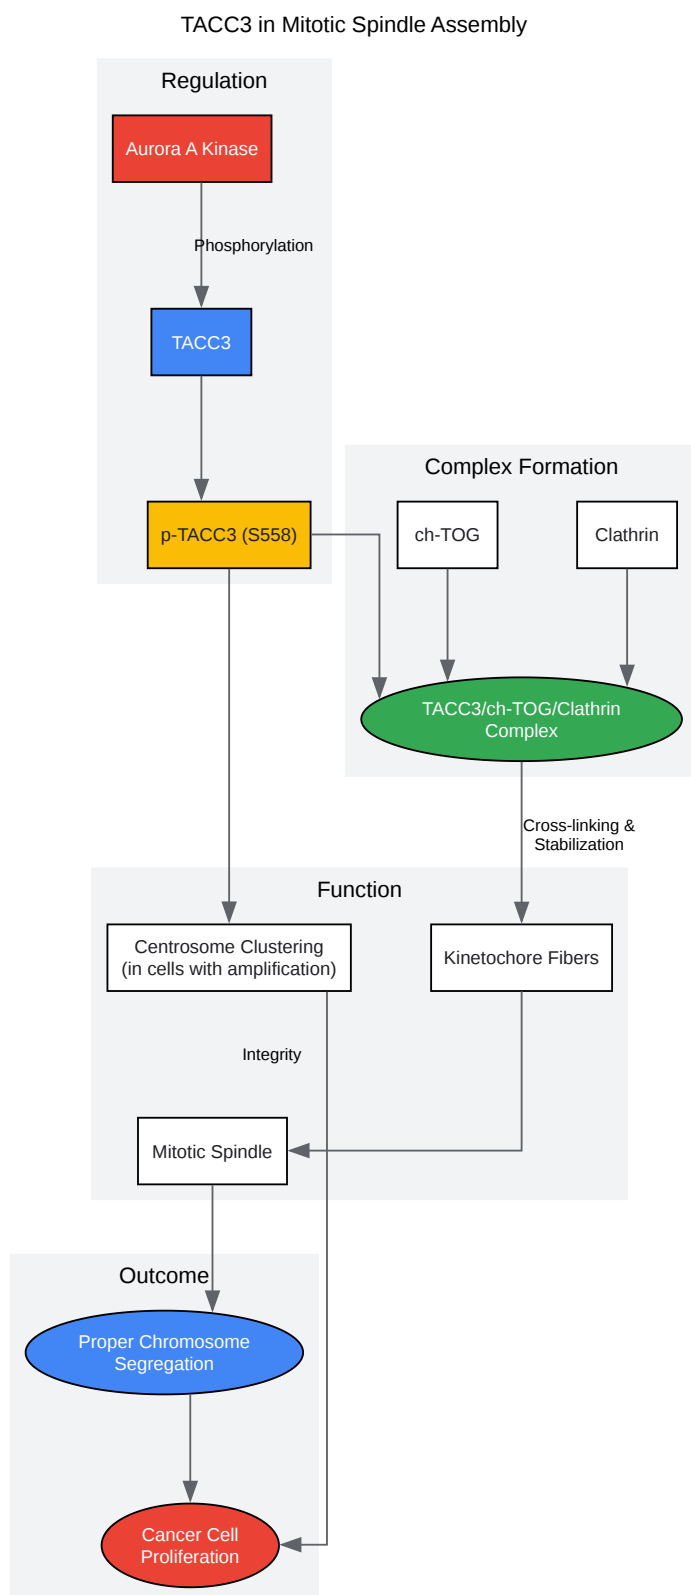 TACC3 in Mitotic Spindle Assembly
Regulation
Aurora A Kinase
Phosphorylation
TACC3
p-TACC3 (S558)
Complex Formation
ch-TOG
Clathrin
TACC3/ch-TOG/Clathrin
Complex
Cross-linking &
Stabilization
Function
Centrosome Clustering
(in cells with amplification)
Kinetochore Fibers
Integrity
Mitotic Spindle
Outcome
Proper Chromosome
Segregation
Cancer Cell
Proliferation